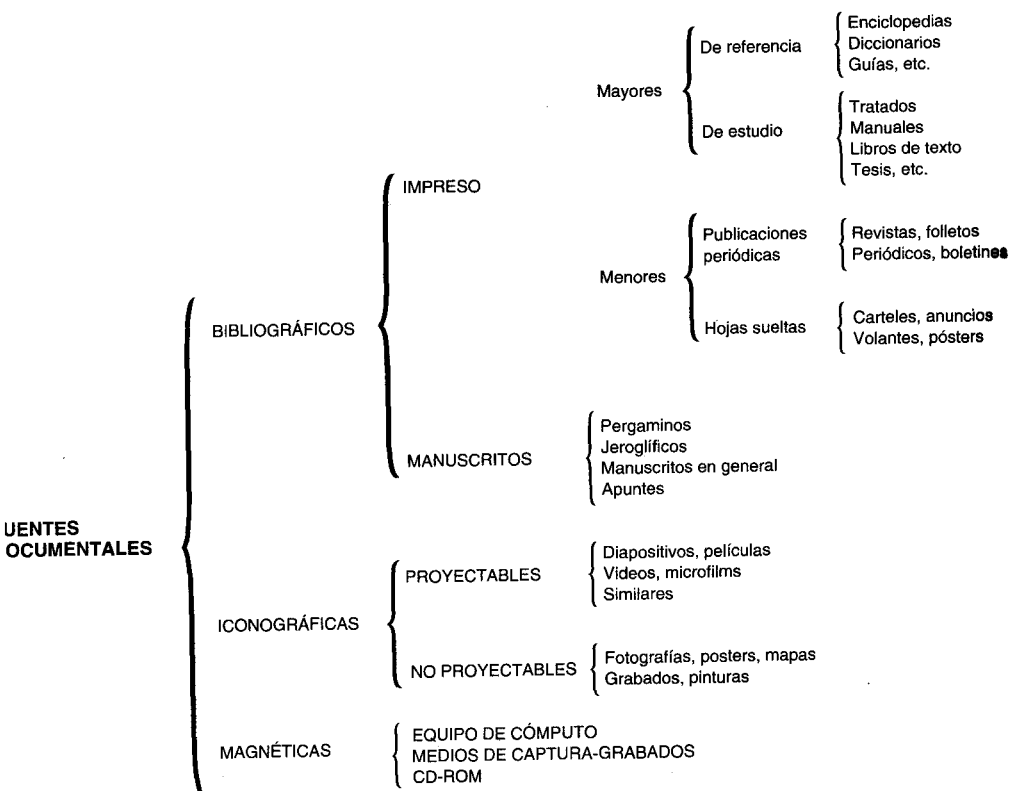 Enciclopedias
De referencia
Diccionarios
Guías, etc.
Mayores
Tratados
De estudio
Manuales
Libros de texto
Tesis, etc.
IMPRESO
Publicaciones
periódicas
Revistas, folletos
Periódicos, boletines
Menores
Hojas sueltas
Carteles, anuncios
Volantes, pósters
BIBLIOGRÁFICOS
MANUSCRITOS
Pergaminos
Jeroglíficos
Manuscritos en general
Apuntes
UENTES
OCUMENTALES
PROYECTABLES
Diapositivos, películas
Videos, microfilms
Similares
ICONOGRÁFICAS
NO PROYECTABLES
Fotografías, posters, mapas
Grabados, pinturas
MAGNÉTICAS
EQUIPO DE CÓMPUTO
MEDIOS DE CAPTURA-GRABADOS
CD-ROM